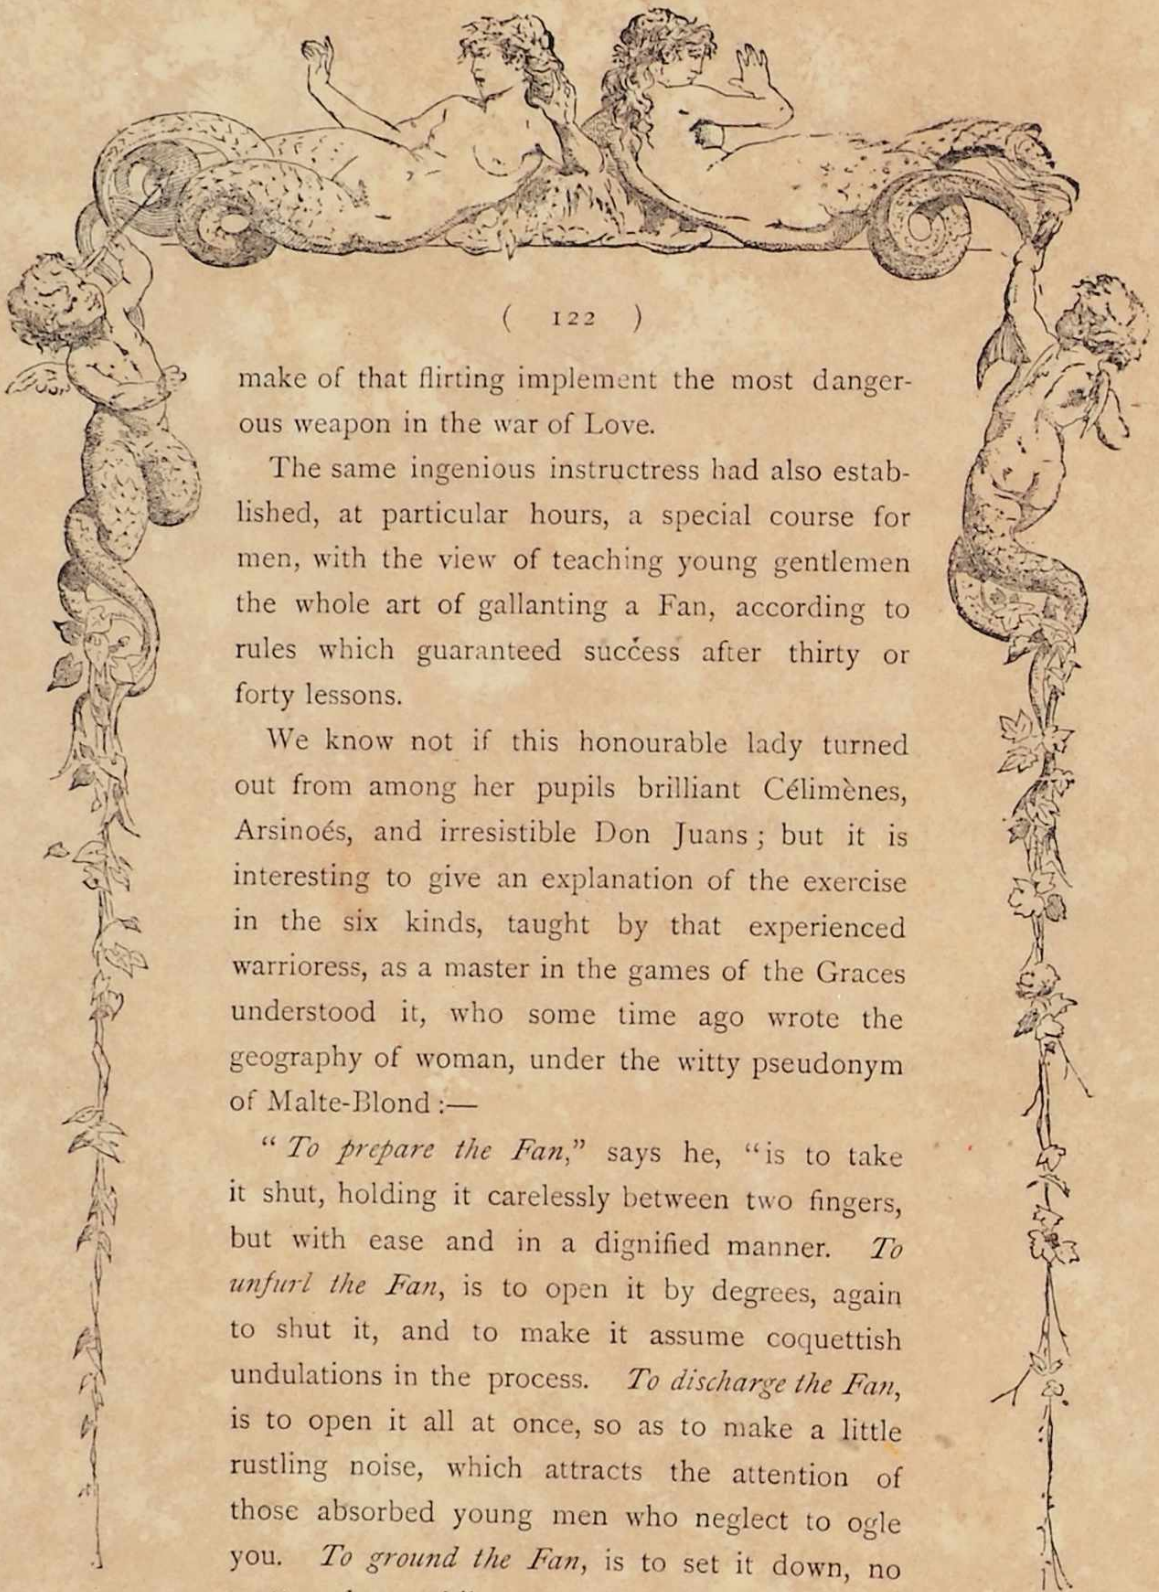 ( 122 )
make of that flirting implement the most danger-
ous weapon in the war of Love.
The same ingenious instructress had also estab-
lished, at particular hours, a special course for
men, with the view of teaching young gentlemen
the whole art of gallanting a Fan, according to
rules which guaranteed success after thirty or
forty lessons.
We know not if this honourable lady turned
out from among her pupils brilliant Célimènes,
Arsinoés, and irresistible Don Juans ; but it is
interesting to give an explanation of the exercise
in the six kinds, taught by that experienced
warrioress, as a master in the games of the Graces
understood it, who some time ago wrote the
geography of woman, under the witty pseudonym
of Malte-Blond :—
“ To prepare the Fan,” says he, “is to take
it shut, holding it carelessly between two fingers,
but with ease and in a dignified manner. To
unfurl the Fan, is to open it by degrees, again
to shut it, and to make it assume coquettish
undulations in the process. To discharge the Fan,
is to open it all at once, so as to make a little
rustling noise, which attracts the attention of
those absorbed young men who neglect to ogle
you. To ground the Fan, is to set it down, no